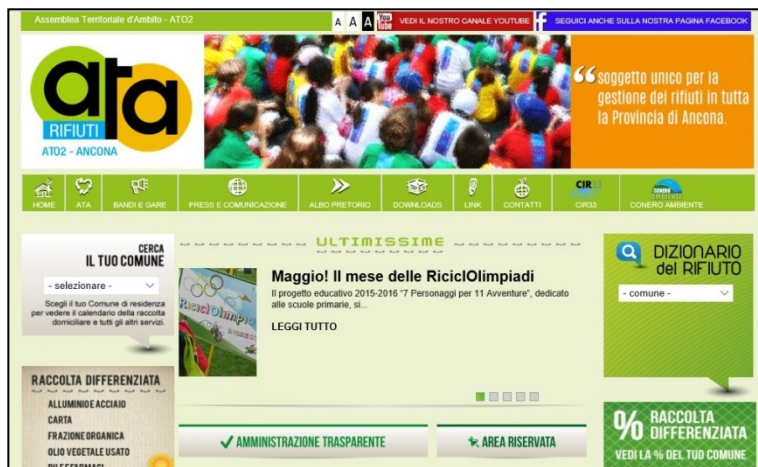 Assemblea Territoriale d'Ambito - ATO2
A A A
You Tube VEDI IL NOSTRO CANALE YOUTUBE
f SEGUICI ANCHE SULLA NOSTRA PAGINA FACEBOOK
ata
RIFIUTI
ATO2 - ANCONA
“soggetto unico per la
gestione dei rifiuti in tutta
la Provincia di Ancona.
CIR33
HOME ATA BANDI E GARE PRESS E COMUNICAZIONE ALBO PRETORIO DOWNLOADS LINK CONTATTI CIR33 CONERO AMBIENTE
CERCA
IL TUO COMUNE
- selezionare -
Scegli il tuo Comune di residenza
per vedere il calendario della raccolta
domiciliare e tutti gli altri servizi.
RACCOLTA DIFFERENZIATA
ALLUMINIO E ACCIAIO
CARTA
FRAZIONE ORGANICA
OLIO VEGETALE USATO
PILE E FARMACI
ULTIMISSIME
RiciclOlimpia
Maggio! Il mese delle RiciclOlimpiadi
Il progetto educativo 2015-2016 “7 Personaggi per 11 Avventure”, dedicato
alle scuole primarie, si...
LEGGI TUTTO
AMMINISTRAZIONE TRASPARENTE
AREA RISERVATA
DIZIONARIO
del RIFIUTO
- comune -
% RACCOLTA
DIFFERENZIATA
VEDI LA % DEL TUO COMUNE